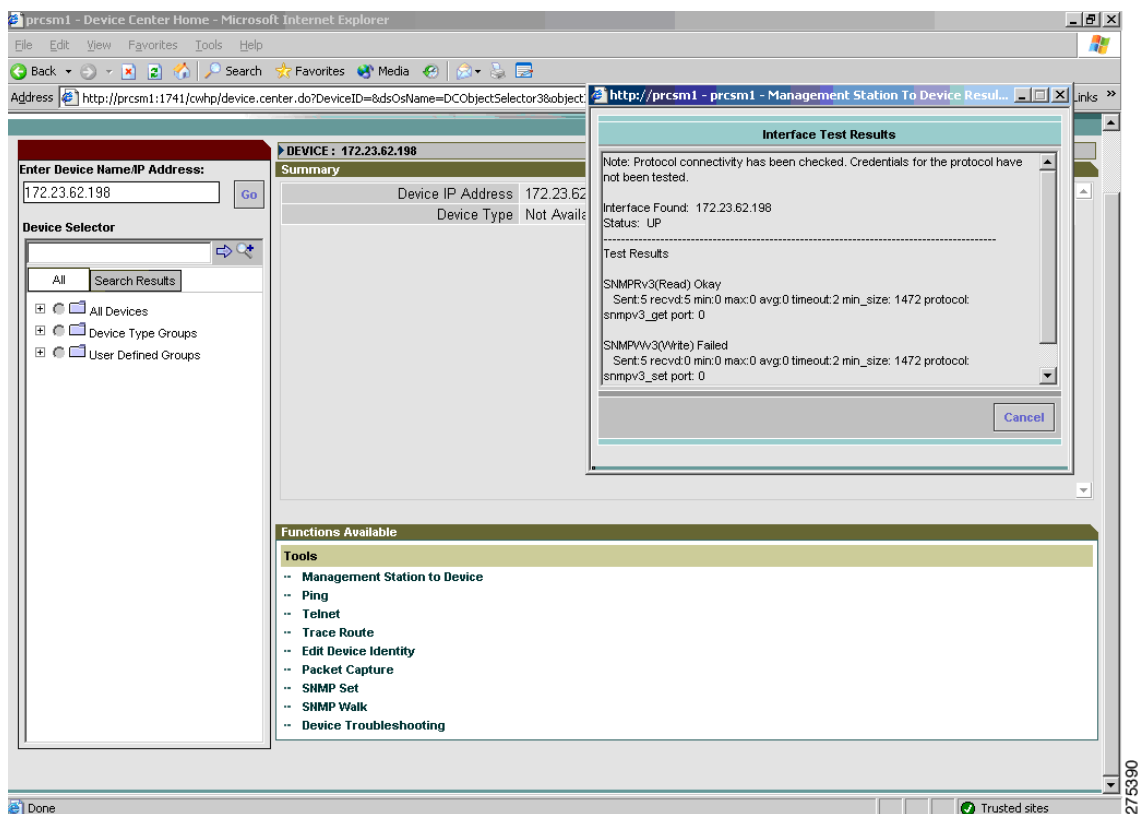 prcsm1 - Device Center Home - Microsoft Internet Explorer
File Edit View Favorites Tools Help
Back Search Favorites Media
Address http://prcsm1:1741/cwhp/device.center.do?DeviceID=&dsOsName=DCObjectSelector3&object
Links »
Enter Device Name/IP Address:
172.23.62.198
Go
Device Selector
All
Search Results
All Devices
Device Type Groups
User Defined Groups
DEVICE : 172.23.62.198
Summary
Device IP Address 172.23.62
Device Type Not Availa
http://prcsm1 - prcsm1 - Management Station To Device Resul...
Interface Test Results
Note: Protocol connectivity has been checked. Credentials for the protocol have
not been tested.
Interface Found: 172.23.62.198
Status: UP
Test Results
SNMPRv3(Read) Okay
Sent:5 recvd:5 min:0 max:0 avg:0 timeout:2 min_size: 1472 protocol:
snmpv3_get port: 0
SNMPWv3(Write) Failed
Sent:5 recvd:0 min:0 max:0 avg:0 timeout:2 min_size: 1472 protocol:
snmpv3_set port: 0
Cancel
Functions Available
Tools
Management Station to Device
Ping
Telnet
Trace Route
Edit Device Identity
Packet Capture
SNMP Set
SNMP Walk
Device Troubleshooting
Done
Trusted sites
275390